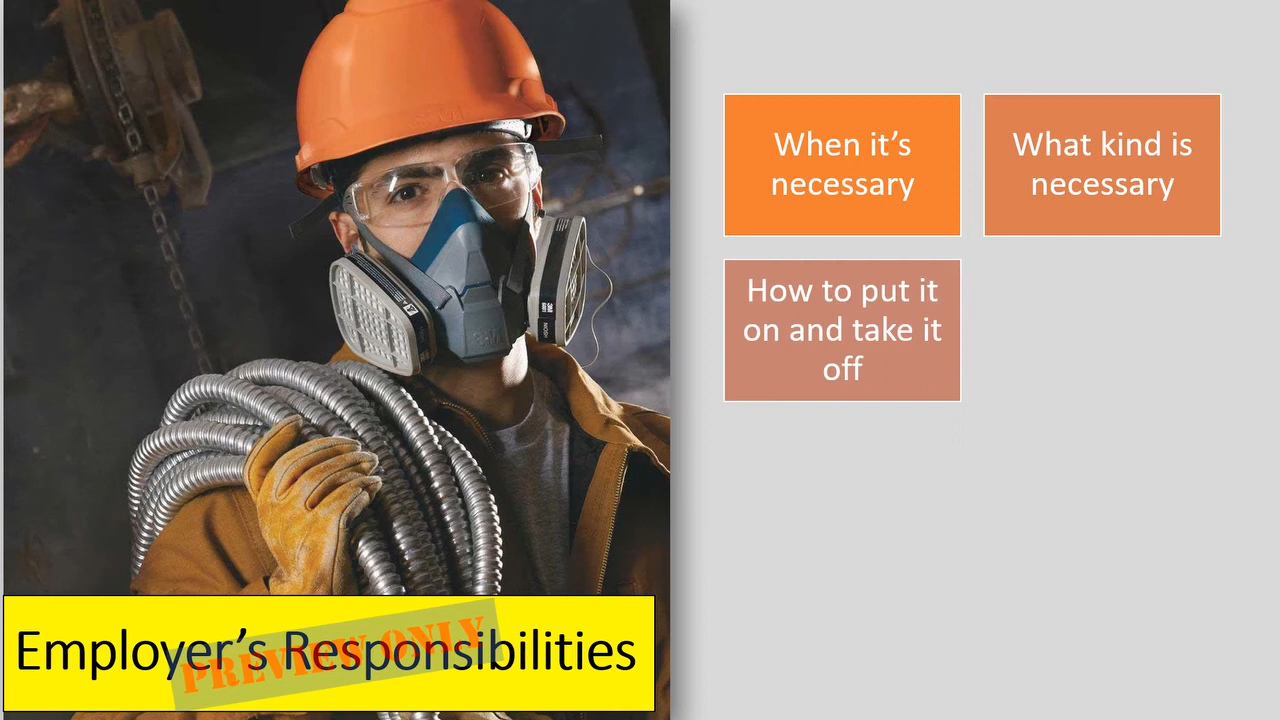 When it's
necessary
What kind is
necessary
How to put it
on and take it
off
Employer's Responsibilities
PREVIEW ONLY
3M